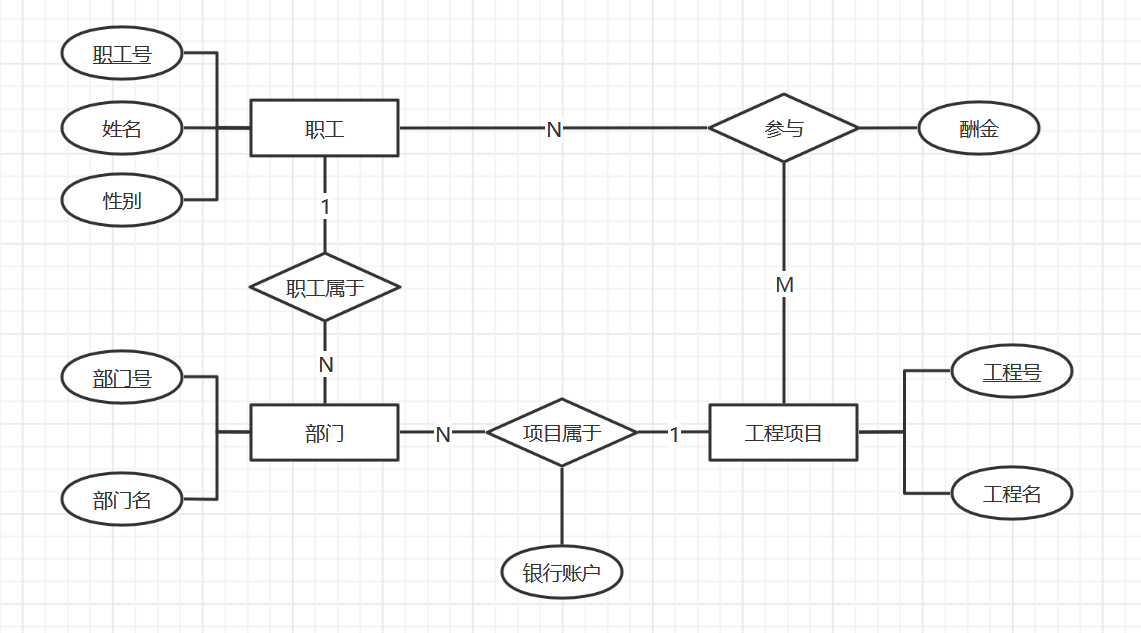 职工号
姓名
性别
职工
N
参与
酬金
1
职工属于
M
N
部门号
部门名
部门
N
项目属于
1
工程项目
工程号
工程名
银行账户